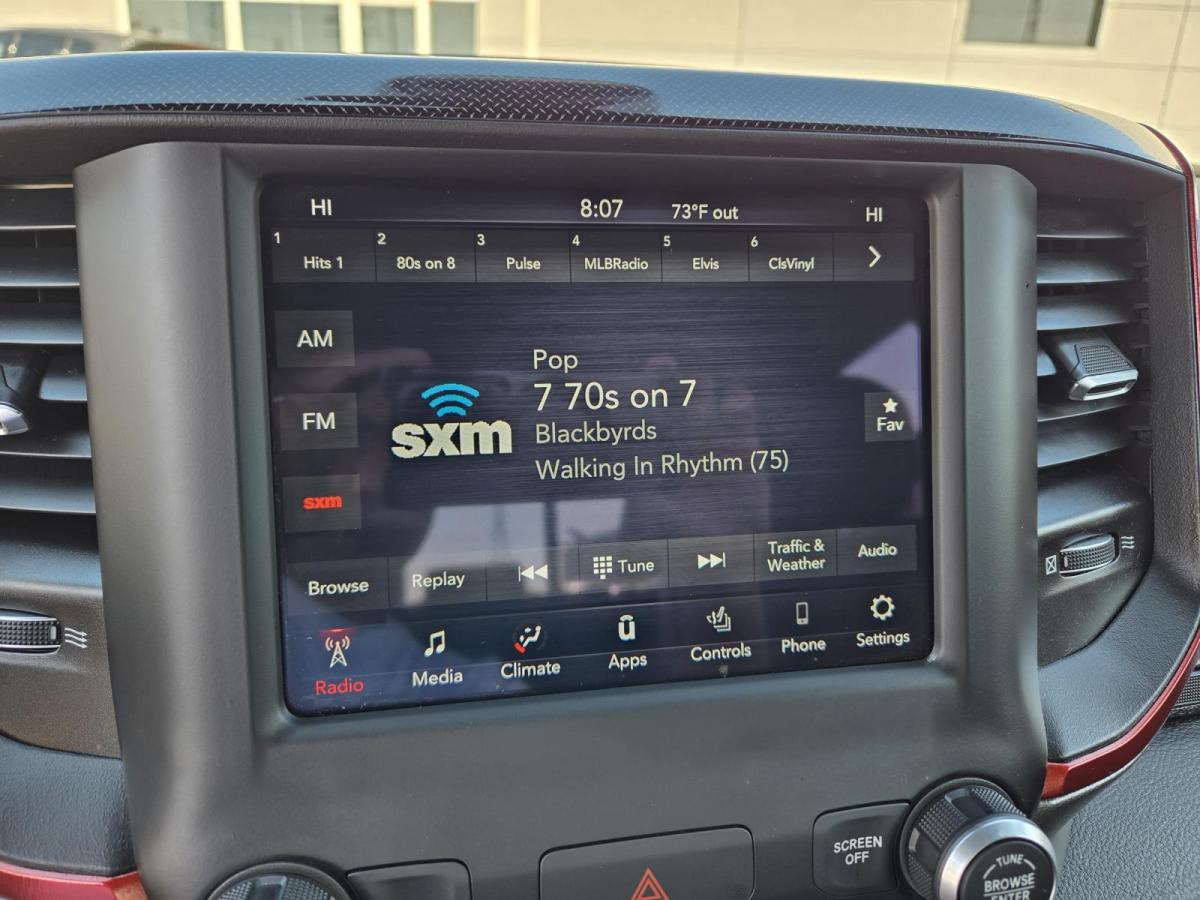 HI 8:07 73°F out HI
1 Hits 1 2 80s on 8 3 Pulse 4 MLBRadio 5 Elvis 6 ClsVinyl
AM
FM
sxm
sxm
Pop
7 70s on 7
Blackbyrds
Walking In Rhythm (75)
Fav
Browse Replay Tune Traffic & Weather Audio
Radio Media Climate Apps Controls Phone Settings
SCREEN
OFF
TUNE
BROWSE
ENTER